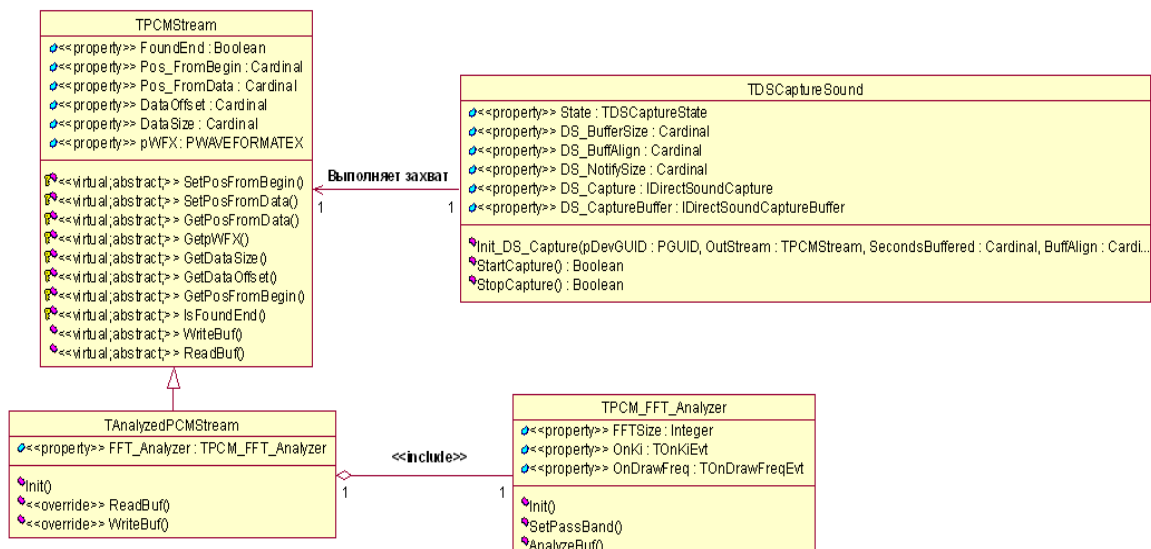 TPCMStream
<<property>> FoundEnd : Boolean
<<property>> Pos_FromBegin : Cardinal
<<property>> Pos_FromData : Cardinal
<<property>> DataOffset : Cardinal
<<property>> DataSize : Cardinal
<<property>> pWFX : PWAVEFORMATEX
<<virtual;abstract;>> SetPosFromBegin()
<<virtual;abstract;>> SetPosFromData()
<<virtual;abstract;>> GetPosFromData()
<<virtual;abstract;>> GetpWFX()
<<virtual;abstract;>> GetDataSize()
<<virtual;abstract;>> GetDataOffset()
<<virtual;abstract;>> GetPosFromBegin()
<<virtual;abstract;>> IsFoundEnd()
<<virtual;abstract;>> WriteBuf()
<<virtual;abstract;>> ReadBuf()
Выполняет захват
1
1
TDSCaptureSound
<<property>> State : TDSCaptureState
<<property>> DS_BufferSize : Cardinal
<<property>> DS_BuffAlign : Cardinal
<<property>> DS_NotifySize : Cardinal
<<property>> DS_Capture : IDirectSoundCapture
<<property>> DS_CaptureBuffer : IDirectSoundCaptureBuffer
Init_DS_Capture(pDevGUID : PGUID, OutStream : TPCMStream, SecondsBuffered : Cardinal, BuffAlign : Cardi...
StartCapture() : Boolean
StopCapture() : Boolean
TAnalyzedPCMStream
<<property>> FFT_Analyzer : TPCM_FFT_Analyzer
Init()
<<override>> ReadBuf()
<<override>> WriteBuf()
<<include>>
1
1
TPCM_FFT_Analyzer
<<property>> FFTSize : Integer
<<property>> OnKi : TOnKiEvt
<<property>> OnDrawFreq : TOnDrawFreqEvt
Init()
SetPassBand()
AnalyzeBuf()